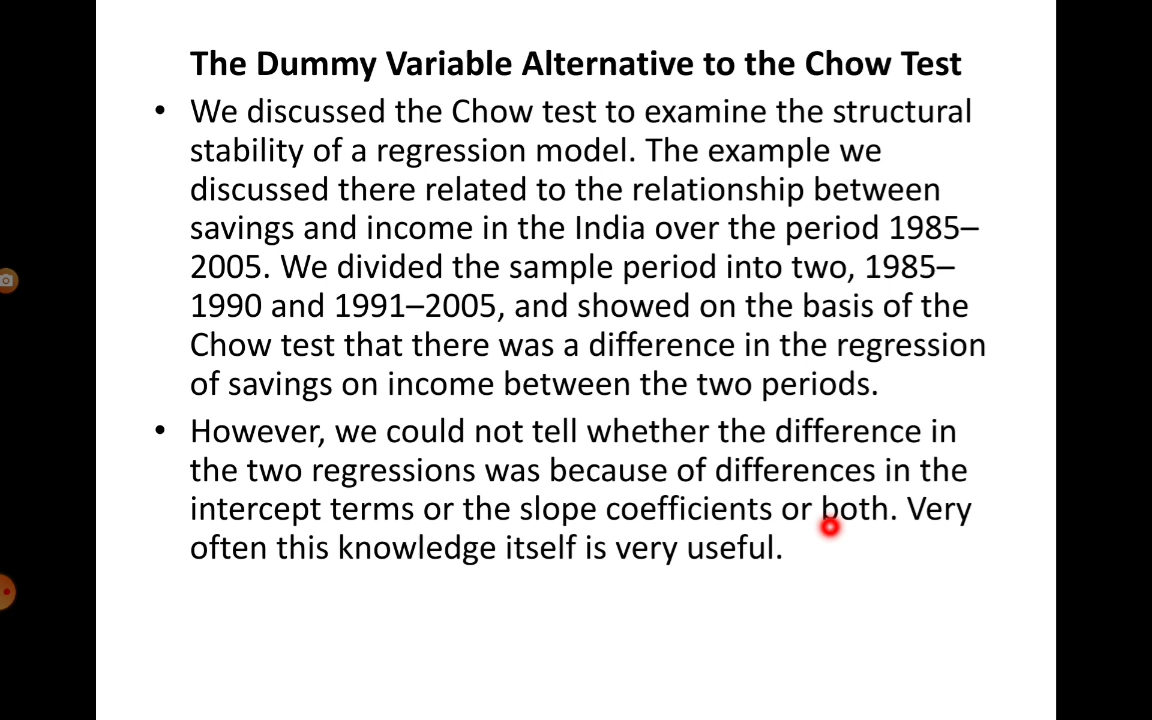 The Dummy Variable Alternative to the Chow Test
• We discussed the Chow test to examine the structural
stability of a regression model. The example we
discussed there related to the relationship between
savings and income in the India over the period 1985–
2005. We divided the sample period into two, 1985–
1990 and 1991–2005, and showed on the basis of the
Chow test that there was a difference in the regression
of savings on income between the two periods.
• However, we could not tell whether the difference in
the two regressions was because of differences in the
intercept terms or the slope coefficients or both. Very
often this knowledge itself is very useful.